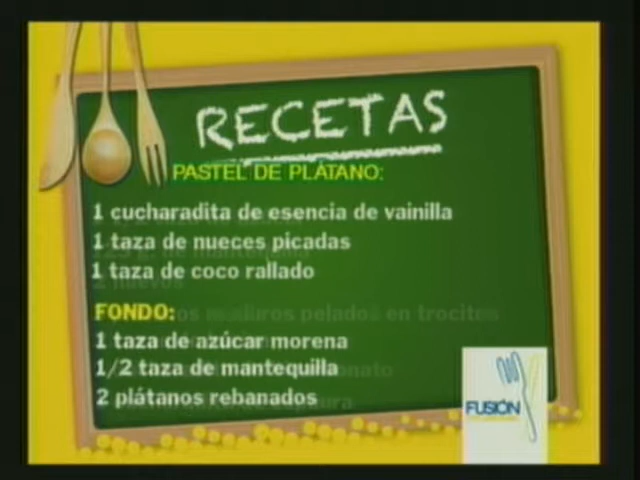 RECETAS
PASTEL DE PLÁTANO:
1 cucharadita de esencia de vainilla
1 taza de nueces picadas
1 taza de coco rallado
FONDO:
1 taza de azúcar morena
1/2 taza de mantequilla
2 plátanos rebanados
FUSIÓN